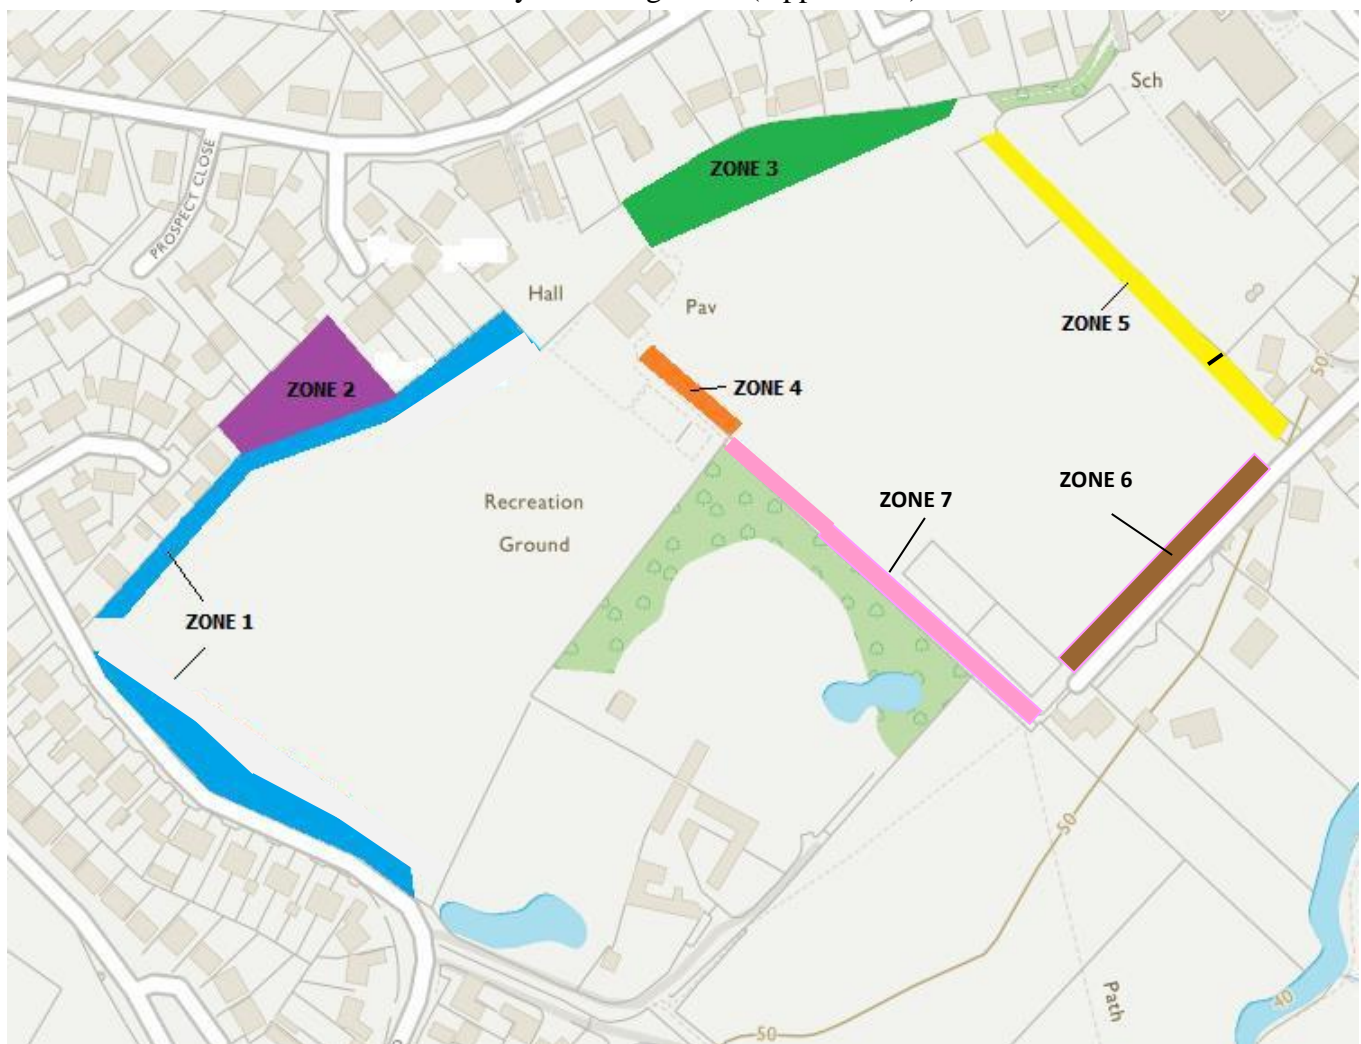 Sch
ZONE 3
PROSPECT CLOSE
Hall
Pav
ZONE 5
50
ZONE 2
ZONE 4
Recreation
Ground
ZONE 7
ZONE 6
ZONE 1
50
40
Path
50